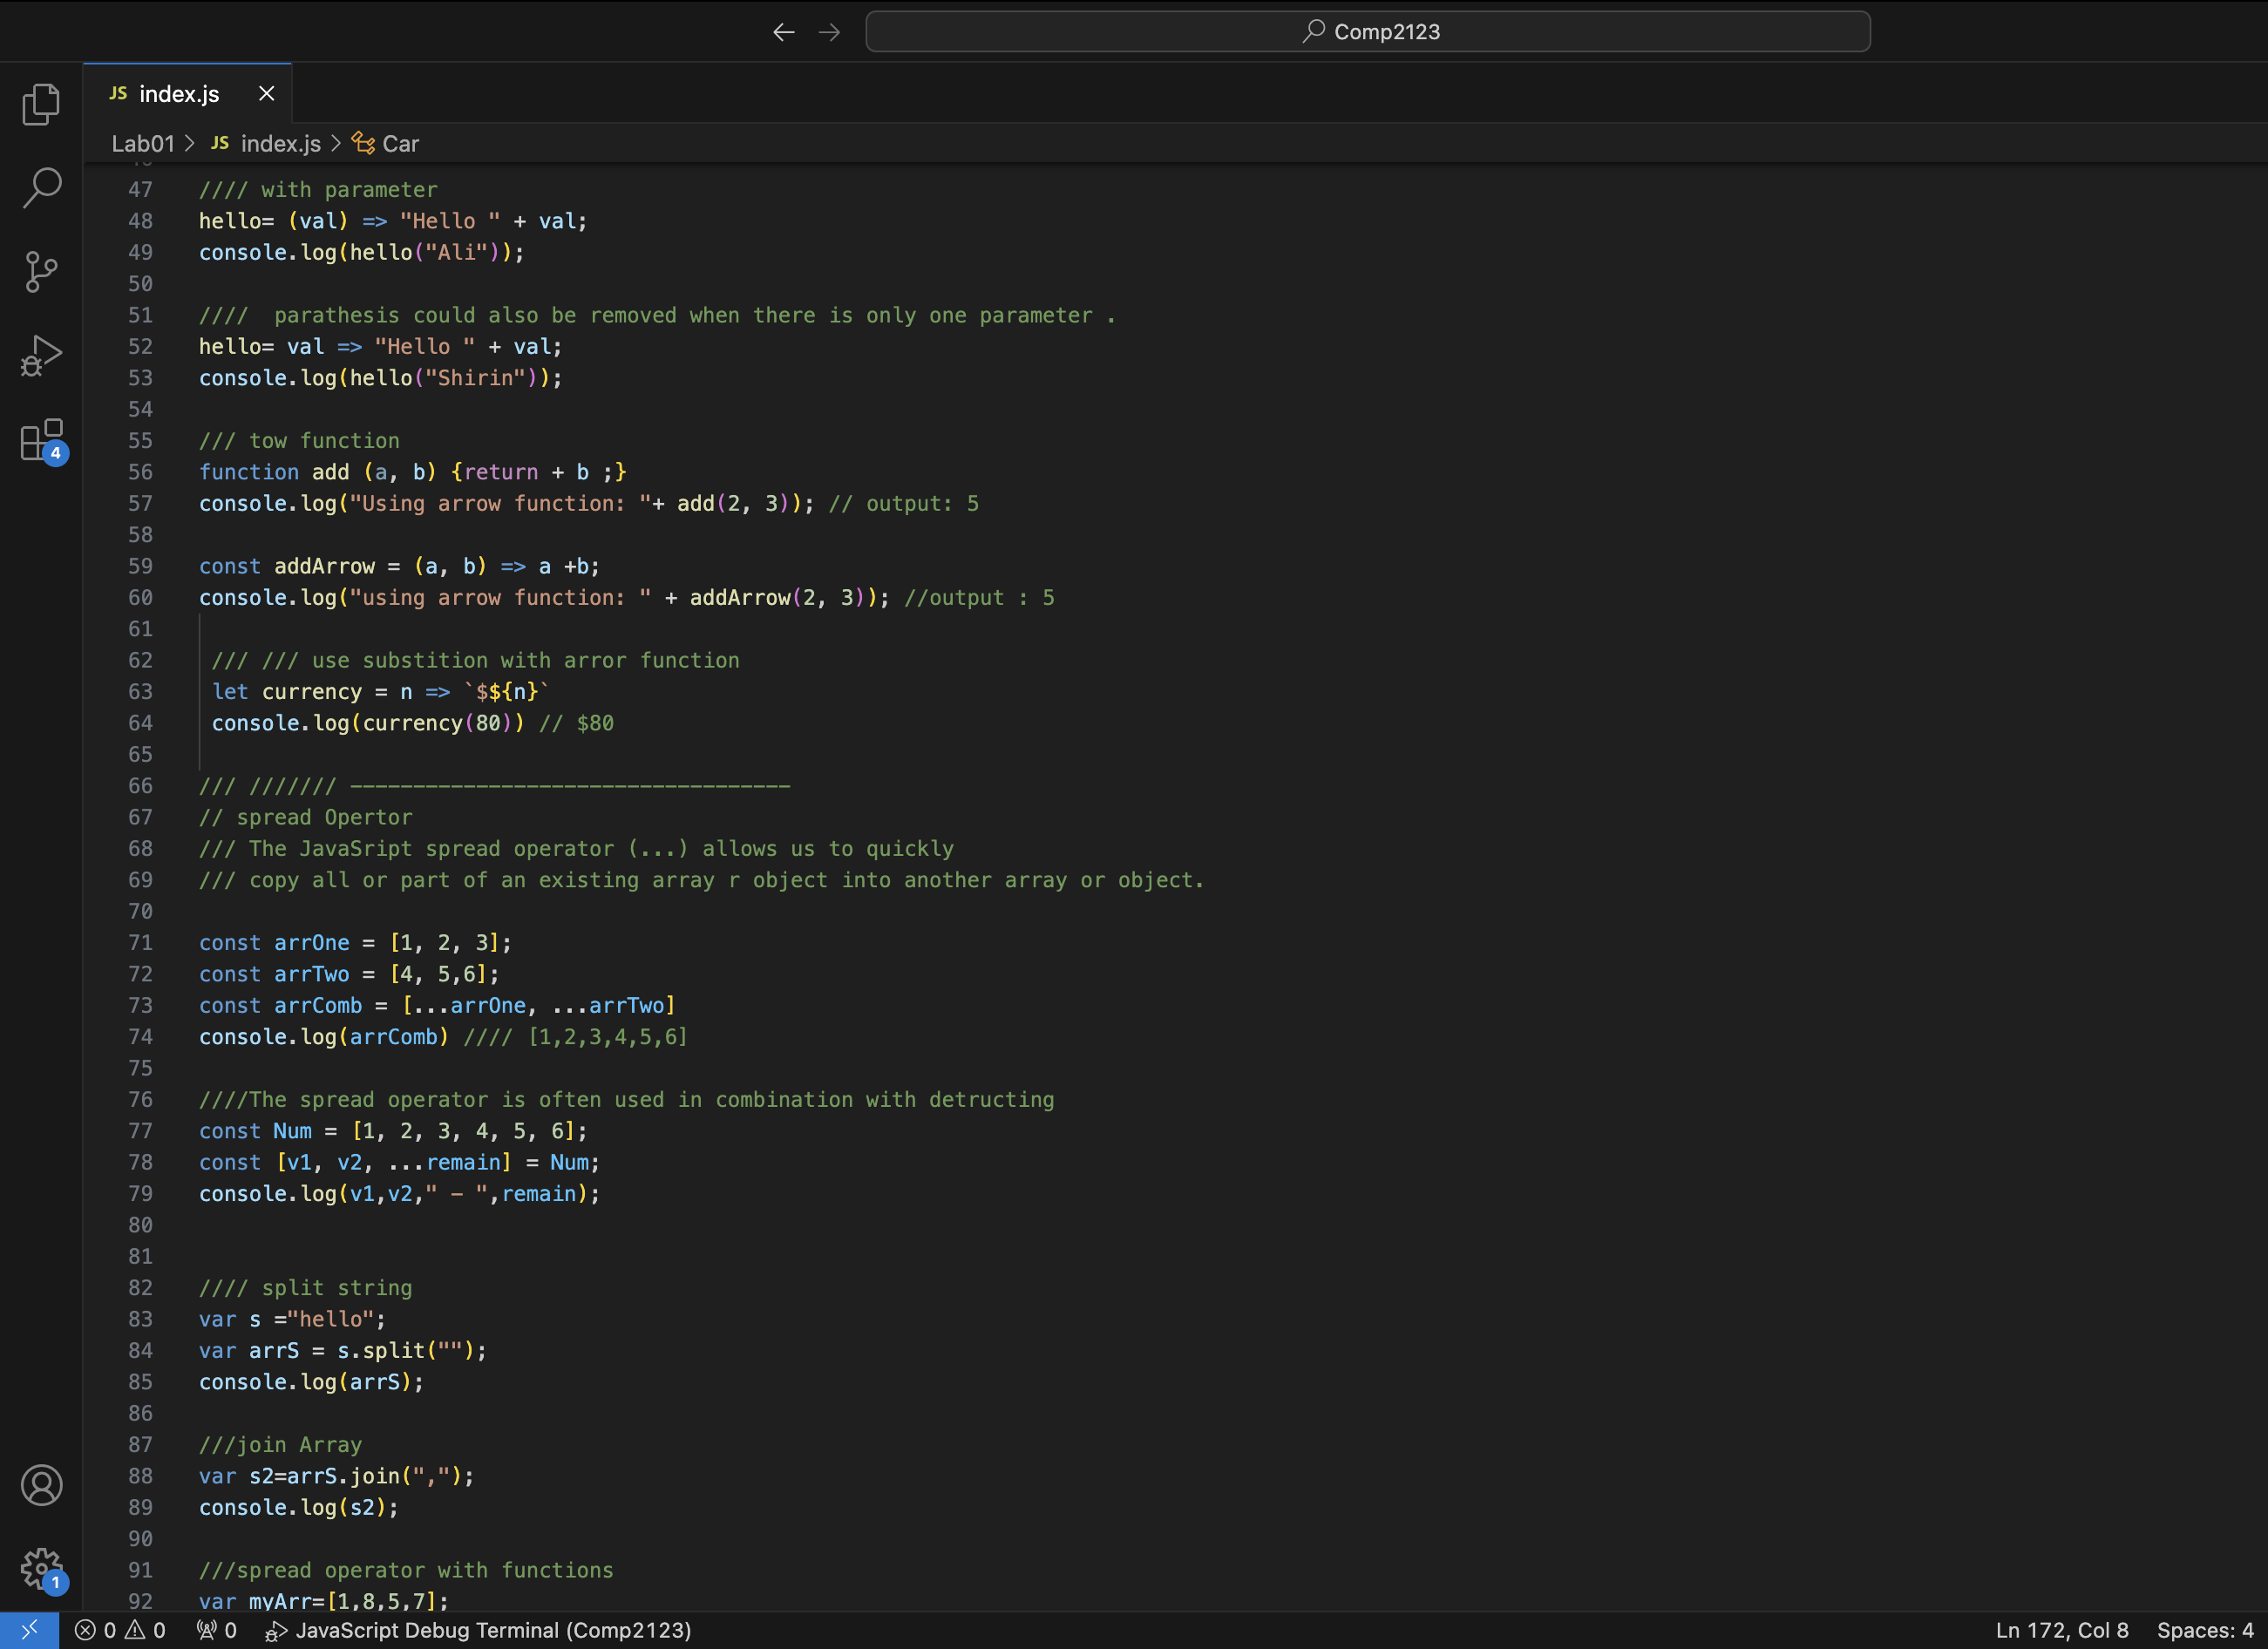 Comp2123
JS index.js
Lab01 > JS index.js > Car
47 //// with parameter
48 hello= (val) => "Hello " + val;
49 console.log(hello("Ali"));
50
51 ////  parathesis could also be removed when there is only one parameter .
52 hello= val => "Hello " + val;
53 console.log(hello("Shirin"));
54
55 /// tow function
56 function add (a, b) {return + b ;}
57 console.log("Using arrow function: "+ add(2, 3)); // output: 5
58
59 const addArrow = (a, b) => a +b;
60 console.log("using arrow function: " + addArrow(2, 3)); //output : 5
61
62 /// /// use substition with arror function
63 let currency = n => `$${n}`
64 console.log(currency(80)) // $80
65
66 /// /////// -----------------------------------
67 // spread Opertor
68 /// The JavaSript spread operator (...) allows us to quickly
69 /// copy all or part of an existing array r object into another array or object.
70
71 const arrOne = [1, 2, 3];
72 const arrTwo = [4, 5,6];
73 const arrComb = [...arrOne, ...arrTwo]
74 console.log(arrComb) //// [1,2,3,4,5,6]
75
76 ////The spread operator is often used in combination with detructing
77 const Num = [1, 2, 3, 4, 5, 6];
78 const [v1, v2, ...remain] = Num;
79 console.log(v1,v2," - ",remain);
80
81
82 //// split string
83 var s ="hello";
84 var arrS = s.split("");
85 console.log(arrS);
86
87 ///join Array
88 var s2=arrS.join(",");
89 console.log(s2);
90
91 ///spread operator with functions
92 var myArr=[1,8,5,7];
4
1
0 0 0 JavaScript Debug Terminal (Comp2123) Ln 172, Col 8 Spaces: 4